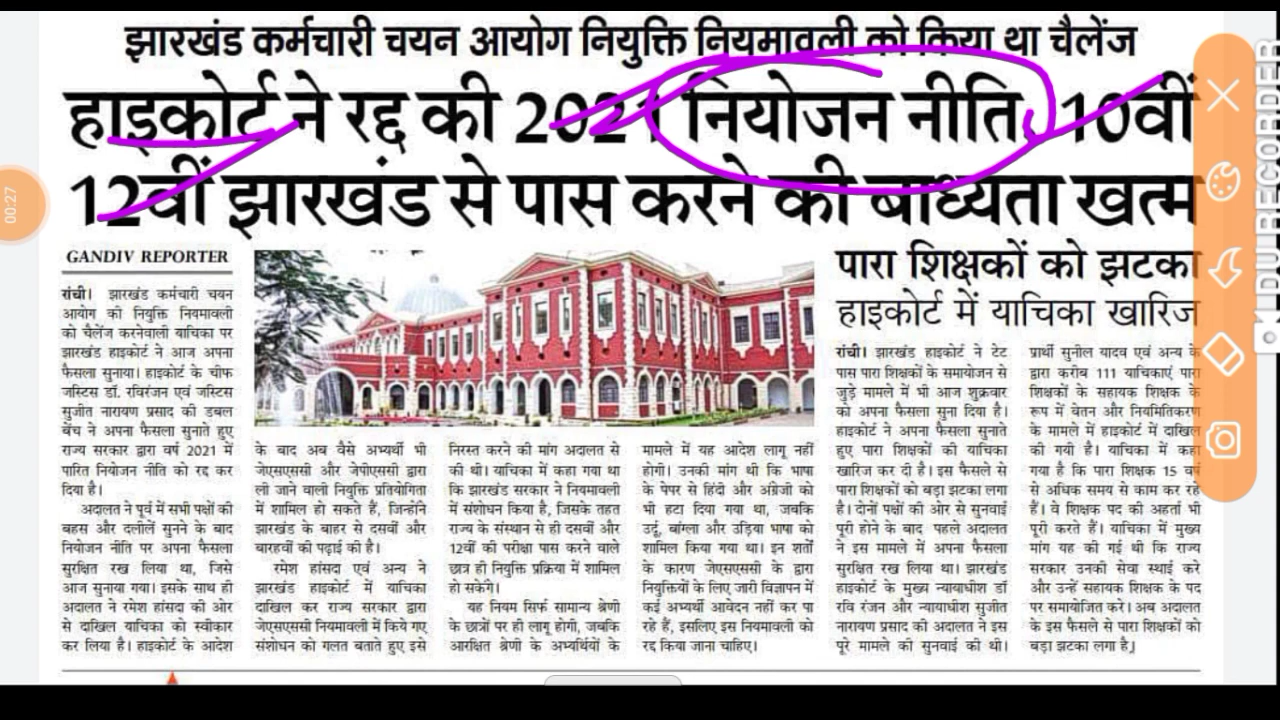 झारखंड कर्मचारी चयन आयोग नियुक्ति नियमावली को किया था चैलेंज
हाइकोर्ट ने रद्द की 2021 नियोजन नीति, 10वीं
12वीं झारखंड से पास करने की बाध्यता खत्म
GANDIV REPORTER
रांची। झारखंड कर्मचारी चयन
आयोग की नियुक्ति नियमावली
को चैलेंज करनेवाली याचिका पर
झारखंड हाइकोर्ट ने आज अपना
फैसला सुनाया। हाइकोर्ट के चीफ
जस्टिस डॉ. रविरंजन एवं जस्टिस
सुजीत नारायण प्रसाद की डबल
बेंच ने अपना फैसला सुनाते हुए
राज्य सरकार द्वारा वर्ष 2021 में
पारित नियोजन नीति को रद्द कर
दिया है।
अदालत ने पूर्व में सभी पक्षों की
बहस और दलीलें सुनने के बाद
नियोजन नीति पर अपना फैसला
सुरक्षित रख लिया था, जिसे
आज सुनाया गया। इसके साथ ही
अदालत ने रमेश हांसदा की ओर
से दाखिल याचिका को स्वीकार
कर लिया है। हाइकोर्ट के आदेश
के बाद अब वैसे अभ्यर्थी भी
जेएसएससी और जेपीएससी द्वारा
ली जाने वाली नियुक्ति प्रतियोगिता
में शामिल हो सकते हैं, जिन्होंने
झारखंड के बाहर से दसवीं और
बारहवीं की पढ़ाई की है।
रमेश हांसदा एवं अन्य ने
झारखंड हाइकोर्ट में याचिका
दाखिल कर राज्य सरकार द्वारा
जेएसएससी नियमावली में किये गए
संशोधन को गलत बताते हुए इसे
निरस्त करने की मांग अदालत से
की थी। याचिका में कहा गया था
कि झारखंड सरकार ने नियमावली
में संशोधन किया है, जिसके तहत
राज्य के संस्थान से ही दसवीं और
12वीं की परीक्षा पास करने वाले
छात्र ही नियुक्ति प्रक्रिया में शामिल
हो सकेंगे।
यह नियम सिर्फ सामान्य श्रेणी
के छात्रों पर ही लागू होगी, जबकि
आरक्षित श्रेणी के अभ्यर्थियों के
मामले में यह आदेश लागू नहीं
होगी। उनकी मांग थी कि भाषा
के पेपर से हिंदी और अंग्रेजी को
भी हटा दिया गया था, जबकि
उर्दू, बांग्ला और उड़िया भाषा को
शामिल किया गया था। इन शर्तों
के कारण जेएसएससी के द्वारा
नियुक्तियों के लिए जारी विज्ञापन में
कई अभ्यर्थी आवेदन नहीं कर पा
रहे हैं, इसलिए इस नियमावली को
रद्द किया जाना चाहिए।
पारा शिक्षकों को झटका
हाइकोर्ट में याचिका खारिज
रांची। झारखंड हाइकोर्ट ने टेट
पास पारा शिक्षकों के समायोजन से
जुड़े मामले में भी आज शुक्रवार
को अपना फैसला सुना दिया है।
हाइकोर्ट ने अपना फैसला सुनाते
हुए पारा शिक्षकों की याचिका
खारिज कर दी है। इस फैसले से
पारा शिक्षकों को बड़ा झटका लगा
है। दोनों पक्षों की ओर से सुनवाई
पूरी होने के बाद पहले अदालत
ने इस मामले में अपना फैसला
सुरक्षित रख लिया था। झारखंड
हाइकोर्ट के मुख्य न्यायाधीश डॉ
रवि रंजन और न्यायाधीश सुजीत
नारायण प्रसाद की अदालत ने इस
पूरे मामले की सुनवाई की थी।
प्रार्थी सुनील यादव एवं अन्य के
द्वारा करीब 111 याचिकाएं पारा
शिक्षकों के सहायक शिक्षक के
रूप में वेतन और नियमितिकरण
के मामले में हाइकोर्ट में दाखिल
की गयी है। याचिका में कहा
गया है कि पारा शिक्षक 15 वर्ष
से अधिक समय से काम कर रहे
हैं। वे शिक्षक पद की अहर्ता भी
पूरी करते हैं। याचिका में मुख्य
मांग यह की गई थी कि राज्य
सरकार उनकी सेवा स्थाई करे
और उन्हें सहायक शिक्षक के पद
पर समायोजित करे। अब अदालत
के इस फैसले से पारा शिक्षकों को
बड़ा झटका लगा है।
00:27
DU RECORDER